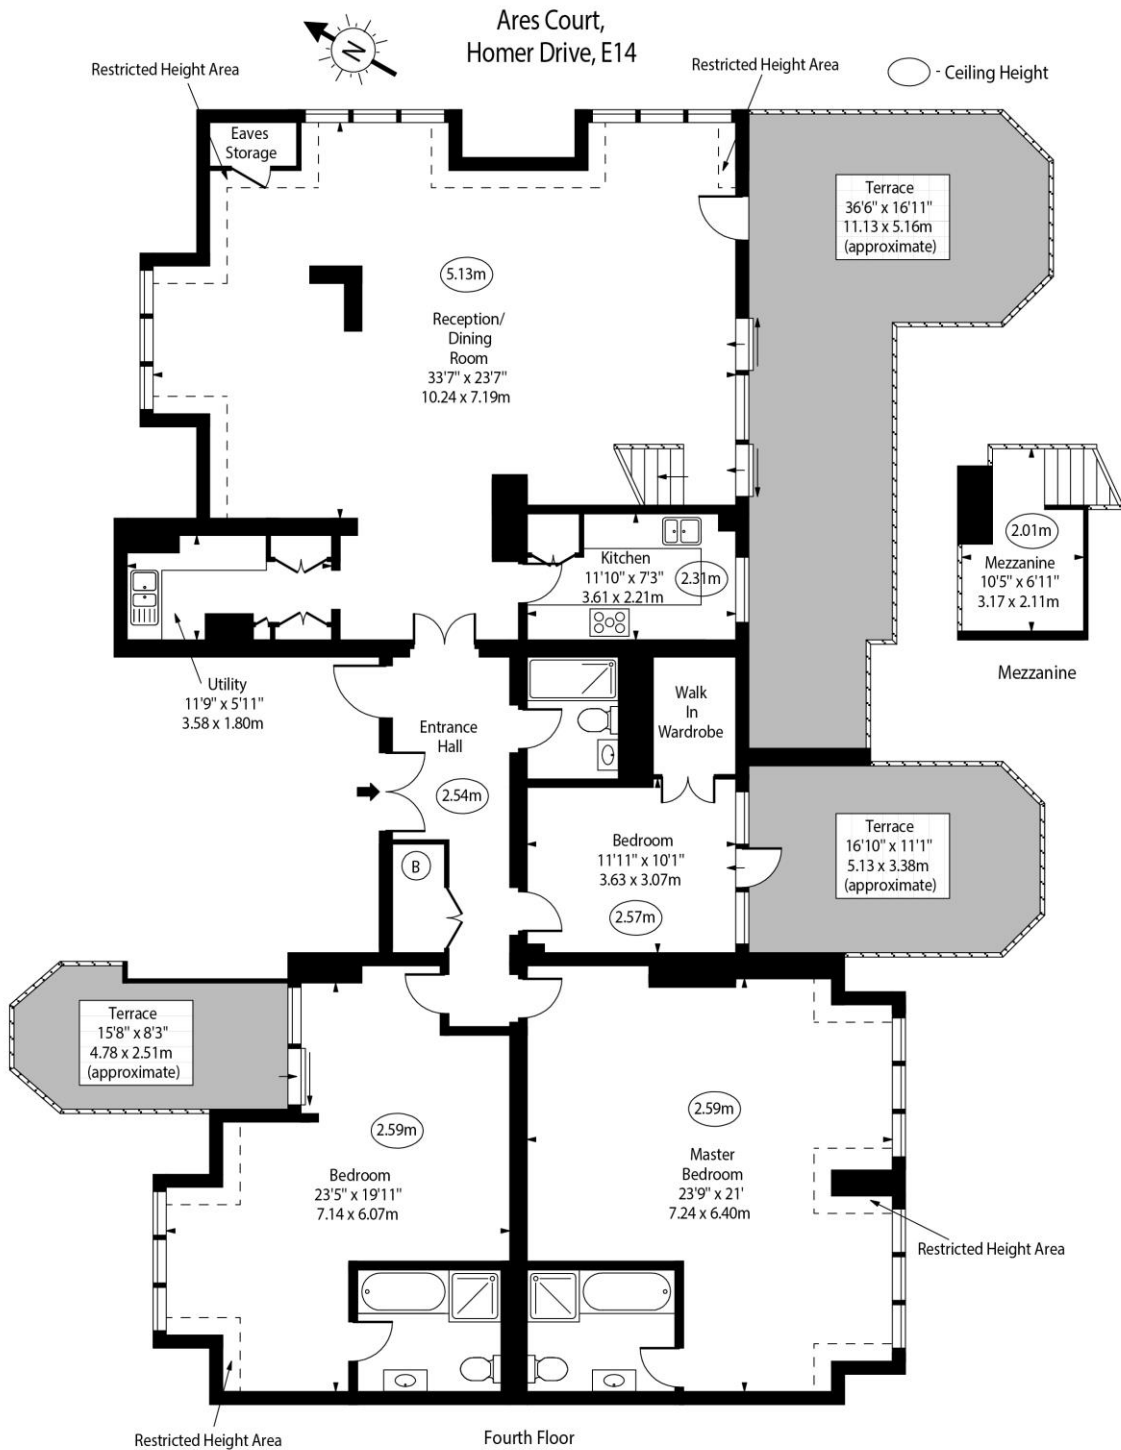 Ares Court,
Homer Drive, E14
N
Restricted Height Area
Restricted Height Area
- Ceiling Height
Eaves
Storage
Terrace
36'6" x 16'11"
11.13 x 5.16m
(approximate)
5.13m
Reception/
Dining
Room
33'7" x 23'7"
10.24 x 7.19m
2.01m
Mezzanine
10'5" x 6'11"
3.17 x 2.11m
Mezzanine
Kitchen
11'10" x 7'3"
3.61 x 2.21m
2.31m
Utility
11'9" x 5'11"
3.58 x 1.80m
Entrance
Hall
2.54m
Walk
In
Wardrobe
B
Bedroom
11'11" x 10'1"
3.63 x 3.07m
2.57m
Terrace
16'10" x 11'1"
5.13 x 3.38m
(approximate)
Terrace
15'8" x 8'3"
4.78 x 2.51m
(approximate)
2.59m
Bedroom
23'5" x 19'11"
7.14 x 6.07m
2.59m
Master
Bedroom
23'9" x 21'
7.24 x 6.40m
Restricted Height Area
Restricted Height Area
Fourth Floor